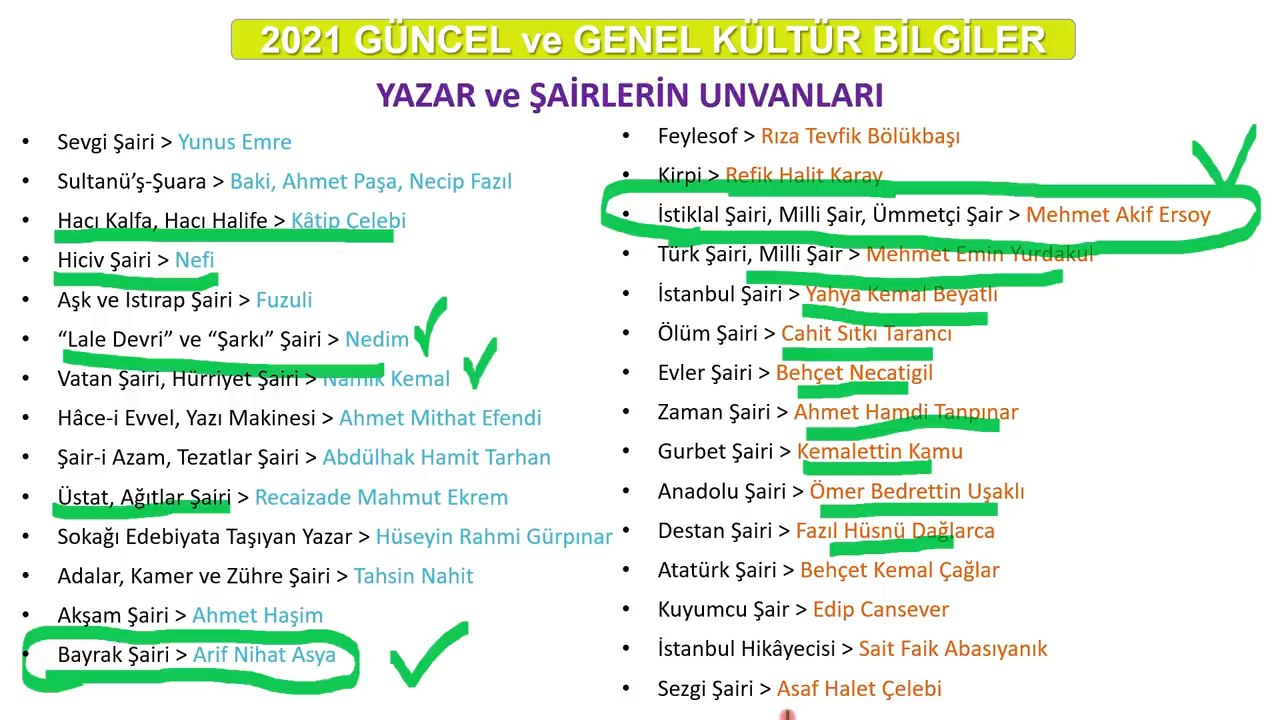 2021 GÜNCEL ve GENEL KÜLTÜR BİLGİLER
YAZAR ve ŞAİRLERİN UNVANLARI
• Sevgi Şairi > Yunus Emre
• Sultanü’ş-Şuara > Baki, Ahmet Paşa, Necip Fazıl
• Hacı Kalfa, Hacı Halife > Kâtip Çelebi
• Hiciv Şairi > Nefi
• Aşk ve Istırap Şairi > Fuzuli
• “Lale Devri” ve “Şarkı” Şairi > Nedim
• Vatan Şairi, Hürriyet Şairi > Namık Kemal
• Hâce-i Evvel, Yazı Makinesi > Ahmet Mithat Efendi
• Şair-i Azam, Tezatlar Şairi > Abdülhak Hamit Tarhan
• Üstat, Ağıtlar Şairi > Recaizade Mahmut Ekrem
• Sokağı Edebiyata Taşıyan Yazar > Hüseyin Rahmi Gürpınar
• Adalar, Kamer ve Zühre Şairi > Tahsin Nahit
• Akşam Şairi > Ahmet Haşim
• Bayrak Şairi > Arif Nihat Asya
• Feylesof > Rıza Tevfik Bölükbaşı
• Kirpi > Refik Halit Karay
• İstiklal Şairi, Milli Şair, Ümmetçi Şair > Mehmet Akif Ersoy
• Türk Şairi, Milli Şair > Mehmet Emin Yurdakul
• İstanbul Şairi > Yahya Kemal Beyatlı
• Ölüm Şairi > Cahit Sıtkı Tarancı
• Evler Şairi > Behçet Necatigil
• Zaman Şairi > Ahmet Hamdi Tanpınar
• Gurbet Şairi > Kemalettin Kamu
• Anadolu Şairi > Ömer Bedrettin Uşaklı
• Destan Şairi > Fazıl Hüsnü Dağlarca
• Atatürk Şairi > Behçet Kemal Çağlar
• Kuyumcu Şair > Edip Cansever
• İstanbul Hikâyecisi > Sait Faik Abasıyanık
• Sezgi Şairi > Asaf Halet Çelebi